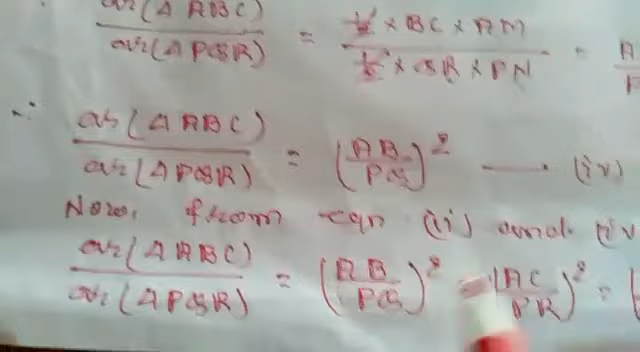 ar(Δ ABC) / ar(Δ PQR) = ½ × BC × AM / ½ × QR × PN =
∴ ar(Δ ABC) / ar(Δ PQR) = (AB / PQ)² — (iv)
Now, from eqn (ii) and (iv
ar(Δ ABC) / ar(Δ PQR) = (AB / PQ)² = (AC / PR)² = (